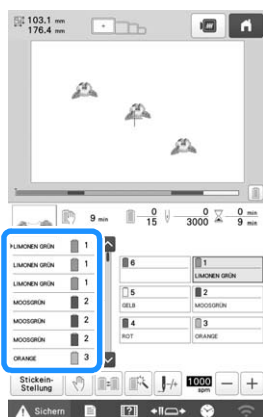 103.1 mm
176.4 mm
9 min
0
15
0
3000
0 min
9 min
LIMONEN GRÜN 1
LIMONEN GRÜN 1
LIMONEN GRÜN 1
MOOSGRÜN 2
MOOSGRÜN 2
MOOSGRÜN 2
ORANGE 3
6
1
LIMONEN GRÜN
5
GELB
2
MOOSGRÜN
4
ROT
3
ORANGE
Stickein-
Stellung
1000
spm
Sichern